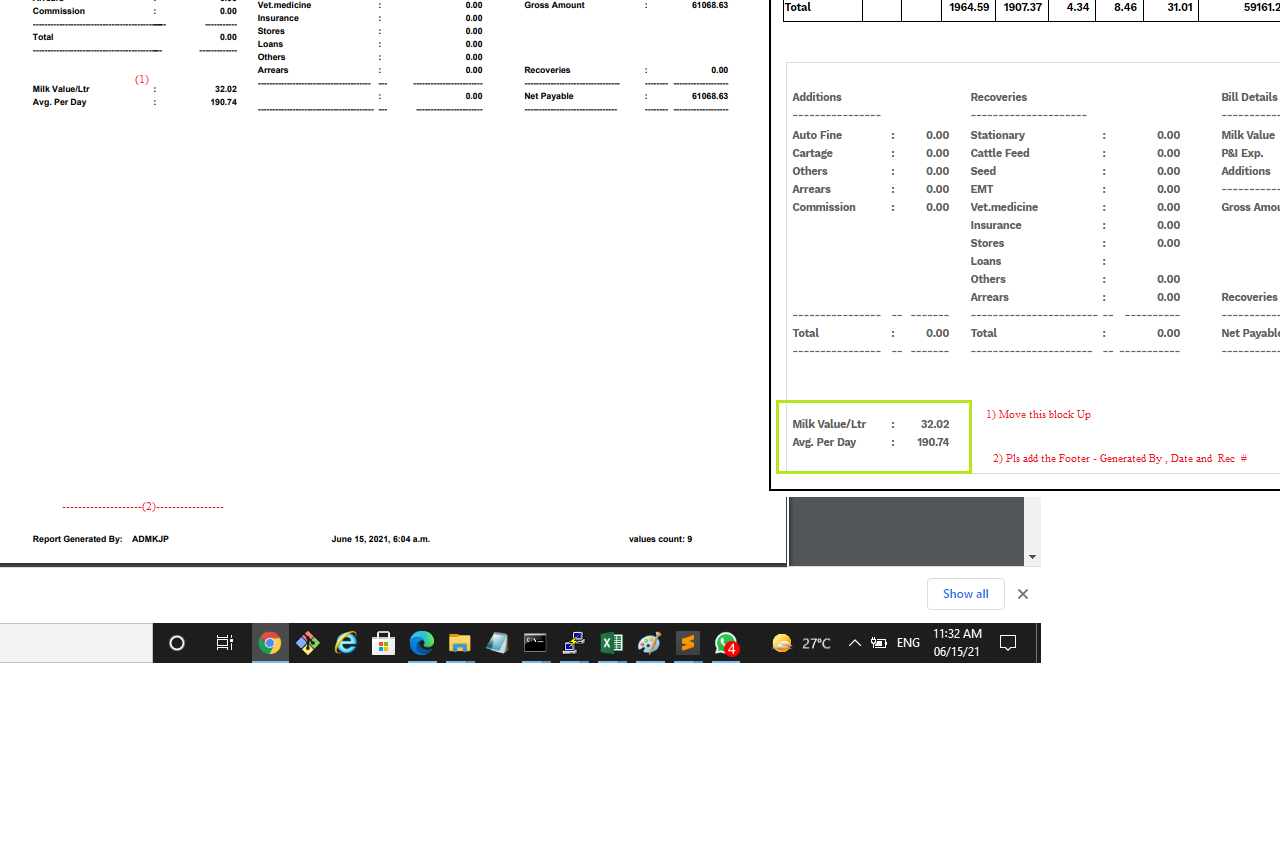 Commission : 0.00
Total 0.00
(1)
Milk Value/Ltr : 32.02
Avg. Per Day : 190.74
Vet.medicine : 0.00
Insurance : 0.00
Stores : 0.00
Loans : 0.00
Others : 0.00
Arrears : 0.00
: 0.00
Gross Amount : 61068.63
Recoveries : 0.00
Net Payable : 61068.63
---------------------(2)-----------------
Report Generated By: ADMKJP June 15, 2021, 6:04 a.m. values count: 9
Total 1964.59 1907.37 4.34 8.46 31.01 59161.2
Additions Recoveries Bill Details
Auto Fine : 0.00 Stationary : 0.00 Milk Value
Cartage : 0.00 Cattle Feed : 0.00 P&I Exp.
Others : 0.00 Seed : 0.00 Additions
Arrears : 0.00 EMT : 0.00
Commission : 0.00 Vet.medicine : 0.00 Gross Amou
Insurance : 0.00
Stores : 0.00
Loans :
Others : 0.00
Arrears : 0.00 Recoveries
Total : 0.00 Total : 0.00 Net Payable
Milk Value/Ltr : 32.02
Avg. Per Day : 190.74
1) Move this block Up
2) Pls add the Footer - Generated By , Date and Rec #
Show all
4
27°C
ENG
11:32 AM
06/15/21